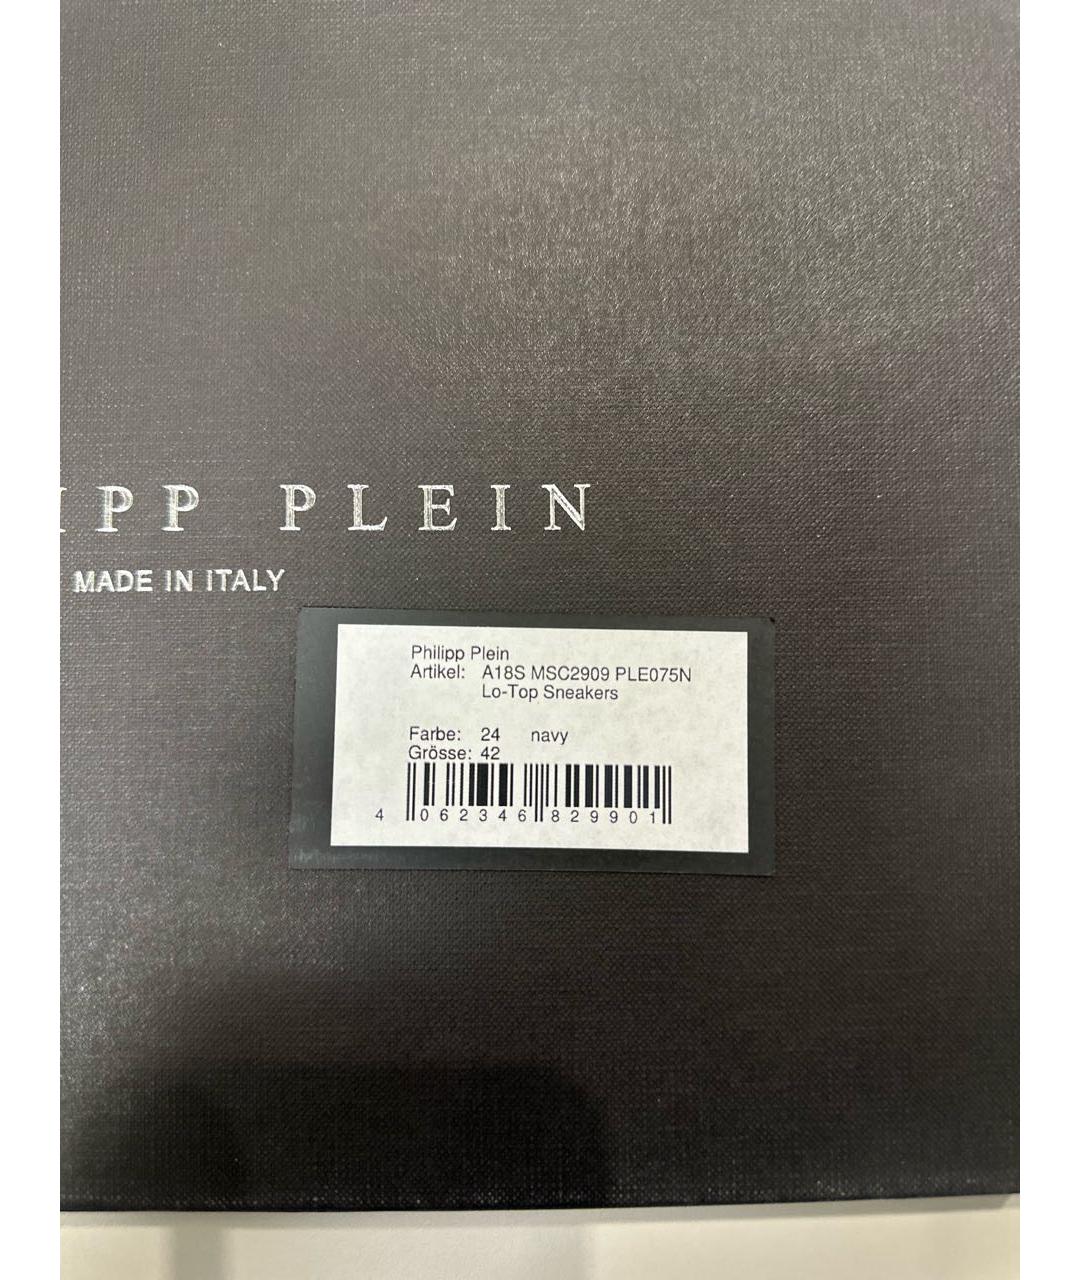 IPP PLEIN
MADE IN ITALY
Philipp Plein
Artikel: A18S MSC2909 PLE075N
Lo-Top Sneakers
Farbe: 24 navy
Grösse: 42
4 062346 829901